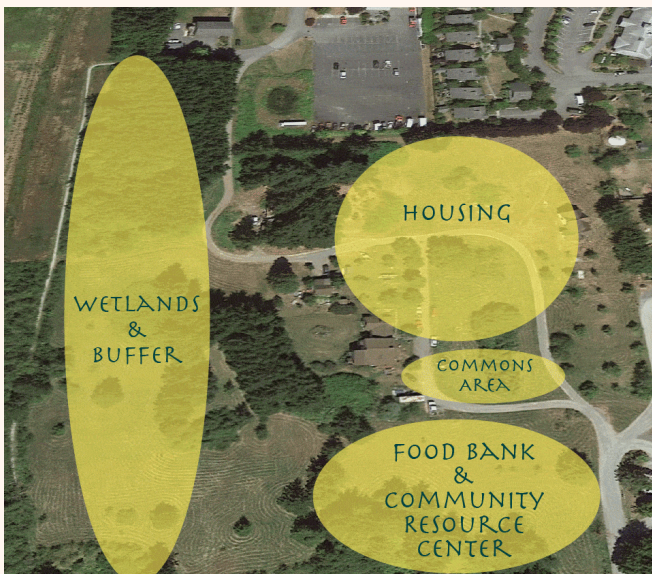 HOUSING
WETLANDS
&
BUFFER
COMMONS
AREA
FOOD BANK
&
COMMUNITY
RESOURCE
CENTER